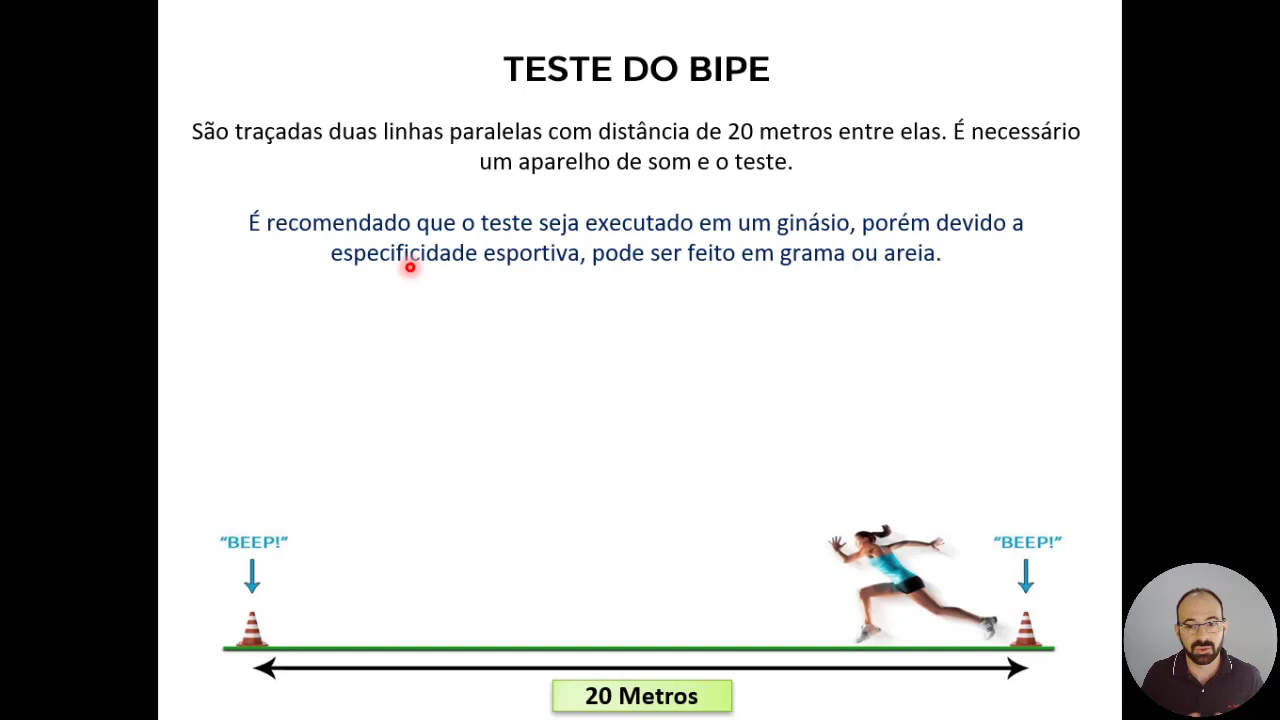 TESTE DO BIPE
São traçadas duas linhas paralelas com distância de 20 metros entre elas. É necessário
um aparelho de som e o teste.
É recomendado que o teste seja executado em um ginásio, porém devido a
especificidade esportiva, pode ser feito em grama ou areia.
“BEEP!”
“BEEP!”
20 Metros